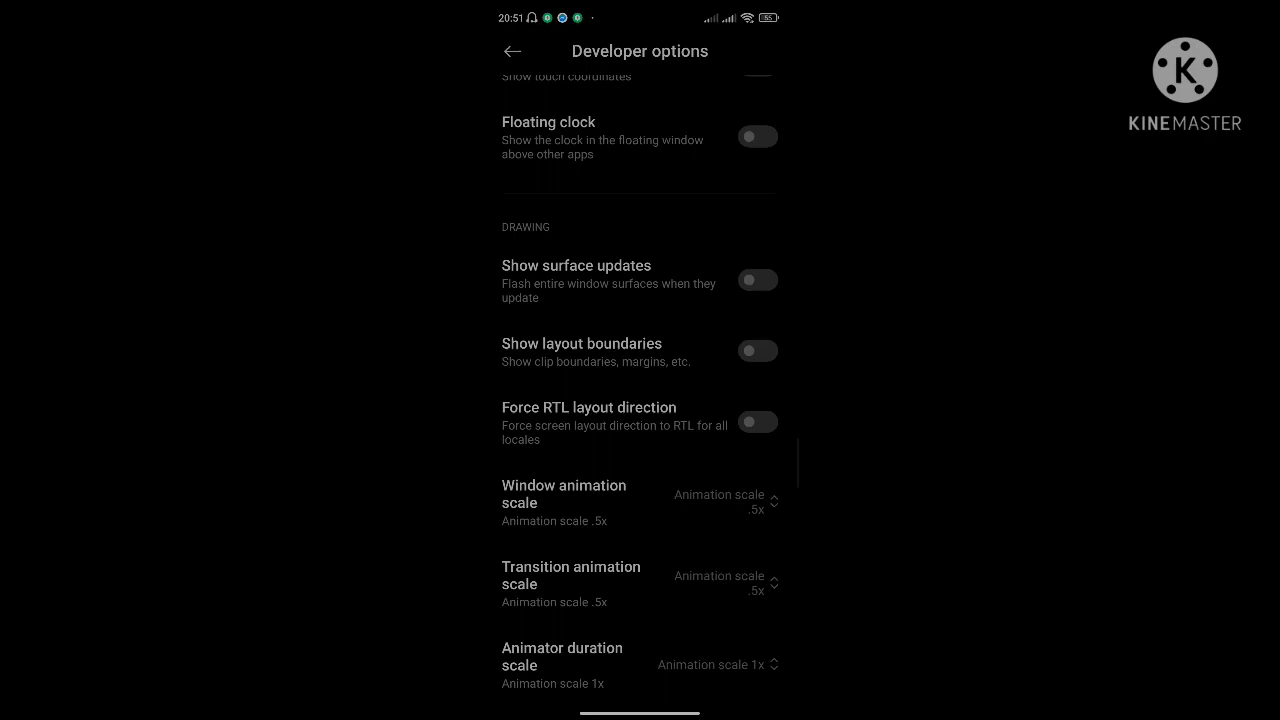 20:51
55
Developer options
Show touch coordinates
Floating clock
Show the clock in the floating window
above other apps
DRAWING
Show surface updates
Flash entire window surfaces when they
update
Show layout boundaries
Show clip boundaries, margins, etc.
Force RTL layout direction
Force screen layout direction to RTL for all
locales
Window animation
scale
Animation scale .5x
Animation scale
.5x
Transition animation
scale
Animation scale .5x
Animation scale
.5x
Animator duration
scale
Animation scale 1x
Animation scale 1x
K
KINEMASTER